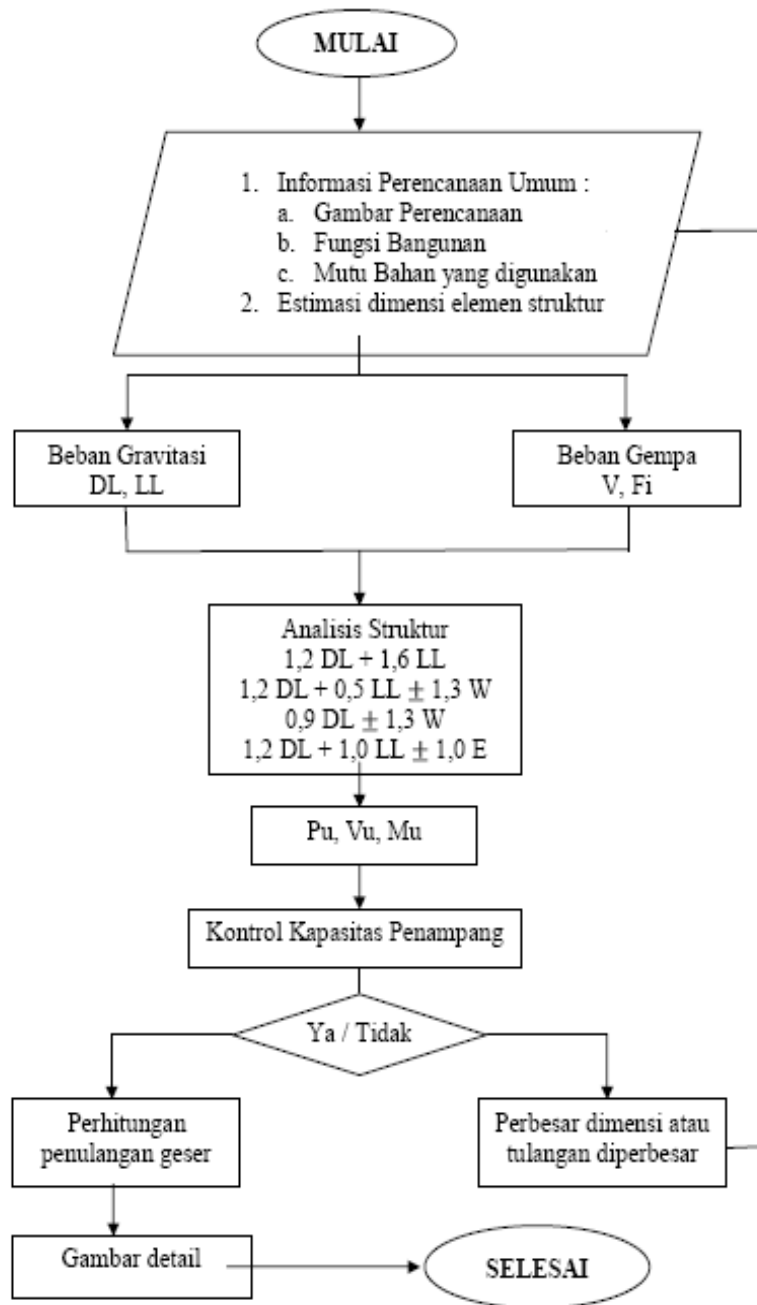 MULAI
1. Informasi Perencanaan Umum :
a. Gambar Perencanaan
b. Fungsi Bangunan
c. Mutu Bahan yang digunakan
2. Estimasi dimensi elemen struktur
Beban Gravitasi
DL, LL
Beban Gempa
V, Fi
Analisis Struktur
1,2 DL + 1,6 LL
1,2 DL + 0,5 LL ± 1,3 W
0,9 DL ± 1,3 W
1,2 DL + 1,0 LL ± 1,0 E
Pu, Vu, Mu
Kontrol Kapasitas Penampang
Ya / Tidak
Perhitungan
penulangan geser
Perbesar dimensi atau
tulangan diperbesar
Gambar detail
SELESAI